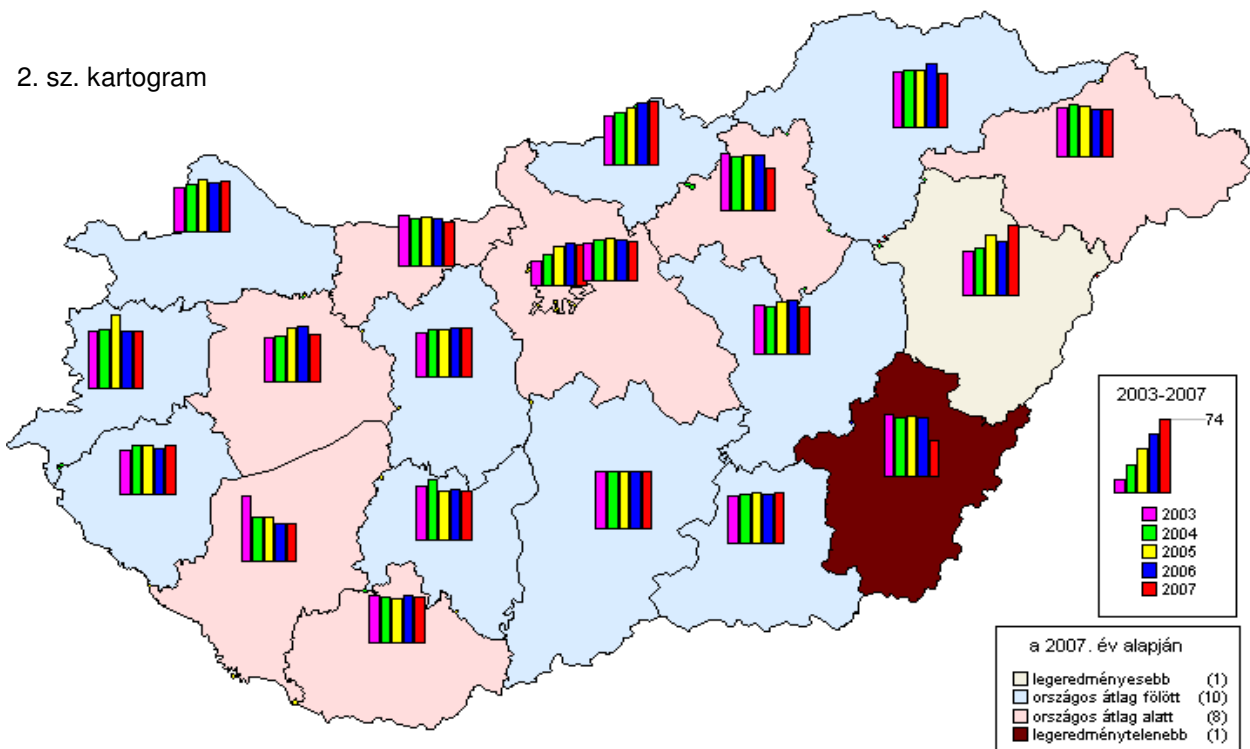 2. sz. kartogram
2003-2007
74
2003
2004
2005
2006
2007
a 2007. év alapján
legeredményesebb (1)
országos átlag fölött (10)
országos átlag alatt (8)
legeredménytelenebb (1)